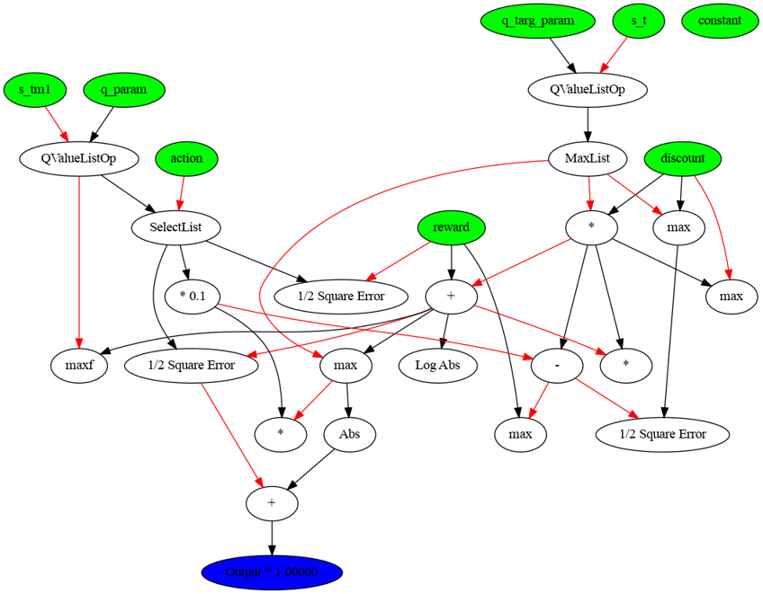 q_targ_param
s_t
constant
s_tm1
q_param
QValueListOp
QValueListOp
action
MaxList
discount
SelectList
reward
*
max
* 0.1
1/2 Square Error
+
max
maxf
1/2 Square Error
max
Log Abs
-
*
*
Abs
max
1/2 Square Error
+
Output * 1.00000